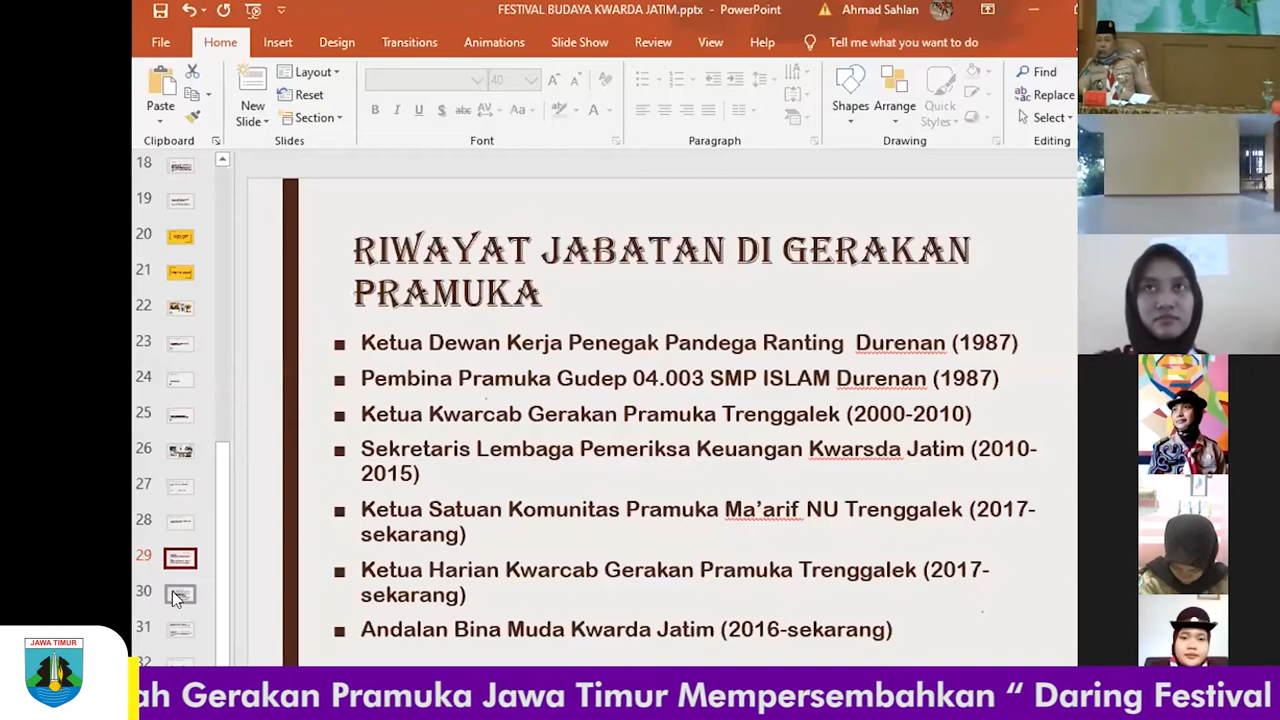 FESTIVAL BUDAYA KWARDA JATIM.pptx - PowerPoint
Ahmad Sahlan
File Home Insert Design Transitions Animations Slide Show Review View Help Tell me what you want to do
Paste
New Slide
Layout
Reset
Section
40
B I U S abc AV Aa A
Shapes Arrange Quick Styles
Find
Replace
Select
Clipboard Slides Font Paragraph Drawing Editing
18
19
20
21
22
23
24
25
26
27
28
29
30
31
32
RIWAYAT JABATAN DI GERAKAN
PRAMUKA
Ketua Dewan Kerja Penegak Pandega Ranting Durenan (1987)
Pembina Pramuka Gudep 04.003 SMP ISLAM Durenan (1987)
Ketua Kwarcab Gerakan Pramuka Trenggalek (2000-2010)
Sekretaris Lembaga Pemeriksa Keuangan Kwarsda Jatim (2010-
2015)
Ketua Satuan Komunitas Pramuka Ma’arif NU Trenggalek (2017-
sekarang)
Ketua Harian Kwarcab Gerakan Pramuka Trenggalek (2017-
sekarang)
Andalan Bina Muda Kwarda Jatim (2016-sekarang)
JAWA TIMUR
ah Gerakan Pramuka Jawa Timur Mempersembahkan “ Daring Festival